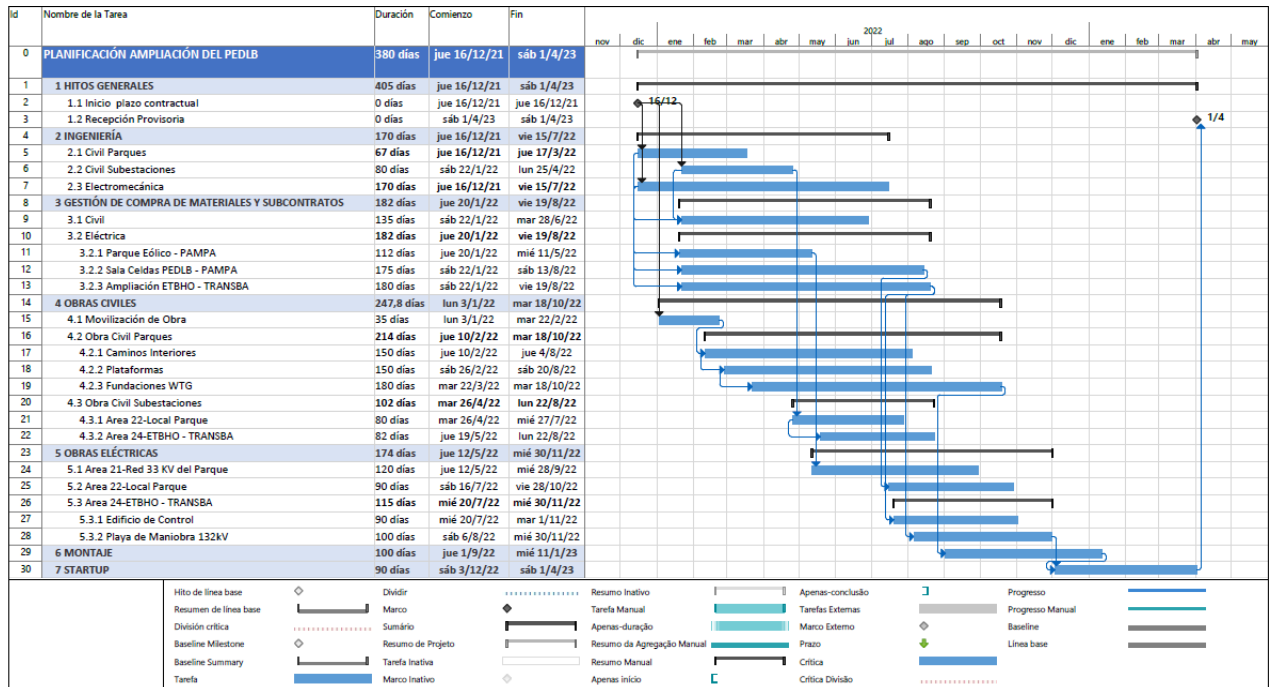 Id Nombre de la Tarea Duración Comienzo Fin
2022
nov dic ene feb mar abr may jun jul ago sep oct nov dic ene feb mar abr may
0 PLANIFICACIÓN AMPLIACIÓN DEL PEDLB 380 días jue 16/12/21 sáb 1/4/23
1 1 HITOS GENERALES 405 días jue 16/12/21 sáb 1/4/23
2 1.1 Inicio plazo contractual 0 días jue 16/12/21 jue 16/12/21 16/12
3 1.2 Recepción Provisoria 0 días sáb 1/4/23 sáb 1/4/23 1/4
4 2 INGENIERÍA 170 días jue 16/12/21 vie 15/7/22
5 2.1 Civil Parques 67 días jue 16/12/21 jue 17/3/22
6 2.2 Civil Subestaciones 80 días sáb 22/1/22 lun 25/4/22
7 2.3 Electromecánica 170 días jue 16/12/21 vie 15/7/22
8 3 GESTIÓN DE COMPRA DE MATERIALES Y SUBCONTRATOS 182 días jue 20/1/22 vie 19/8/22
9 3.1 Civil 135 días sáb 22/1/22 mar 28/6/22
10 3.2 Eléctrica 182 días jue 20/1/22 vie 19/8/22
11 3.2.1 Parque Eólico - PAMPA 112 días jue 20/1/22 mié 11/5/22
12 3.2.2 Sala Celdas PEDLB - PAMPA 175 días sáb 22/1/22 sáb 13/8/22
13 3.2.3 Ampliación ETBHO - TRANSBA 180 días sáb 22/1/22 vie 19/8/22
14 4 OBRAS CIVILES 247,8 días lun 3/1/22 mar 18/10/22
15 4.1 Movilización de Obra 35 días lun 3/1/22 mar 22/2/22
16 4.2 Obra Civil Parques 214 días jue 10/2/22 mar 18/10/22
17 4.2.1 Caminos Interiores 150 días jue 10/2/22 jue 4/8/22
18 4.2.2 Plataformas 150 días sáb 26/2/22 sáb 20/8/22
19 4.2.3 Fundaciones WTG 180 días mar 22/3/22 mar 18/10/22
20 4.3 Obra Civil Subestaciones 102 días mar 26/4/22 lun 22/8/22
21 4.3.1 Area 22-Local Parque 80 días mar 26/4/22 mié 27/7/22
22 4.3.2 Area 24-ETBHO - TRANSBA 82 días jue 19/5/22 lun 22/8/22
23 5 OBRAS ELÉCTRICAS 174 días jue 12/5/22 mié 30/11/22
24 5.1 Area 21-Red 33 KV del Parque 120 días jue 12/5/22 mié 28/9/22
25 5.2 Area 22-Local Parque 90 días sáb 16/7/22 vie 28/10/22
26 5.3 Area 24-ETBHO - TRANSBA 115 días mié 20/7/22 mié 30/11/22
27 5.3.1 Edificio de Control 90 días mié 20/7/22 mar 1/11/22
28 5.3.2 Playa de Maniobra 132kV 100 días sáb 6/8/22 mié 30/11/22
29 6 MONTAJE 100 días jue 1/9/22 mié 11/1/23
30 7 STARTUP 90 días sáb 3/12/22 sáb 1/4/23
Hito de línea base Dividir Resumo Inativo Apenas-conclusão Progresso
Resumen de línea base Marco Tarefa Manual Tarefas Externas Progresso Manual
División crítica Sumário Apenas-duração Marco Externo Baseline
Baseline Milestone Resumo de Projeto Resumo da Agregação Manual Prazo Línea base
Baseline Summary Tarefa Inativa Resumo Manual Crítica
Tarefa Marco Inativo Apenas início Crítica Divisão